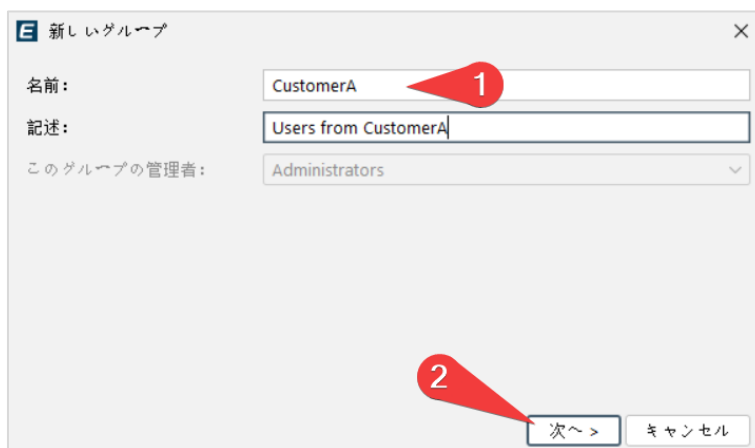 E 新しいグループ
名前: CustomerA 1
記述: Users from CustomerA
このグループの管理者: Administrators
2
次へ > キャンセル